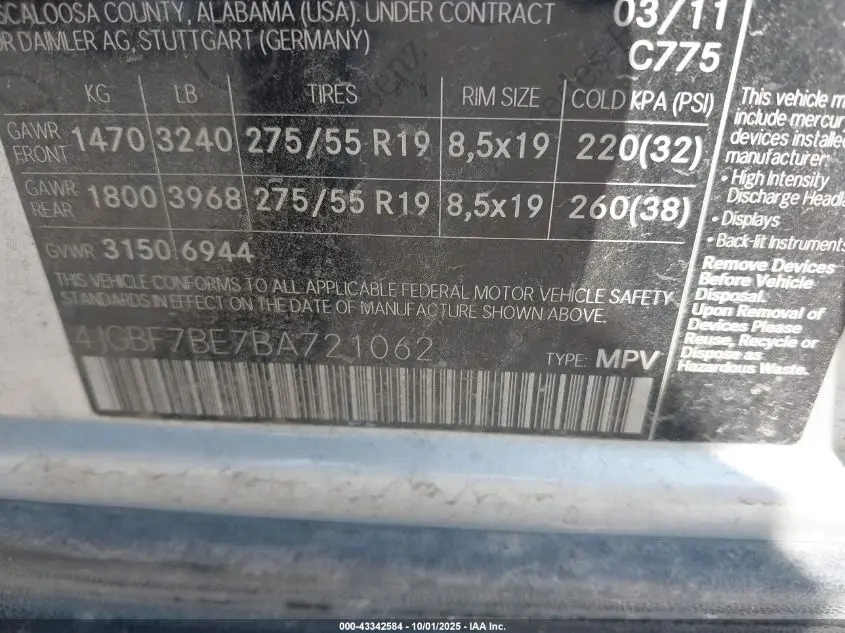 SCALOOSA COUNTY, ALABAMA (USA). UNDER CONTRACT
OR DAIMLER AG, STUTTGART (GERMANY)
03/11
C775
KG LB TIRES RIM SIZE COLD KPA (PSI)
GAWR FRONT 1470 3240 275/55 R19 8,5x19 220(32)
GAWR REAR 1800 3968 275/55 R19 8,5x19 260(38)
GVWR 3150 6944
THIS VEHICLE CONFORMS TO ALL APPLICABLE FEDERAL MOTOR VEHICLE SAFETY
STANDARDS IN EFFECT ON THE DATE OF MANUFACTURE SHOWN ABOVE.
4JGBF7BE7BA721062
TYPE: MPV
This vehicle m
include mercur
devices installe
manufacturer:
• High Intensity
Discharge Headla
• Displays
• Back-lit Instruments
Remove Devices
Before Vehicle
Disposal.
Upon Removal of
Devices Please
Reuse, Recycle or
Dispose as
Hazardous Waste.
000-43342584 - 10/01/2025 - IAA Inc.